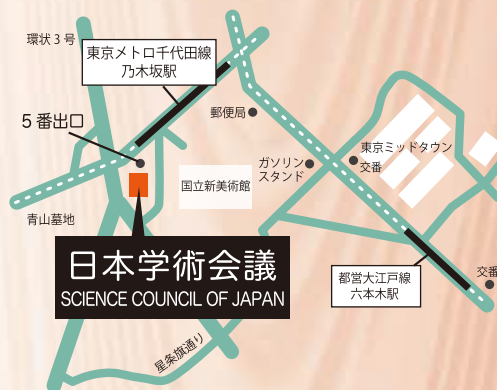 環状3号
東京メトロ千代田線
乃木坂駅
5番出口
郵便局
ガソリン
スタンド
東京ミッドタウン
交番
国立新美術館
青山墓地
日本学術会議
SCIENCE COUNCIL OF JAPAN
都営大江戸線
六本木駅
交番
星条旗通り